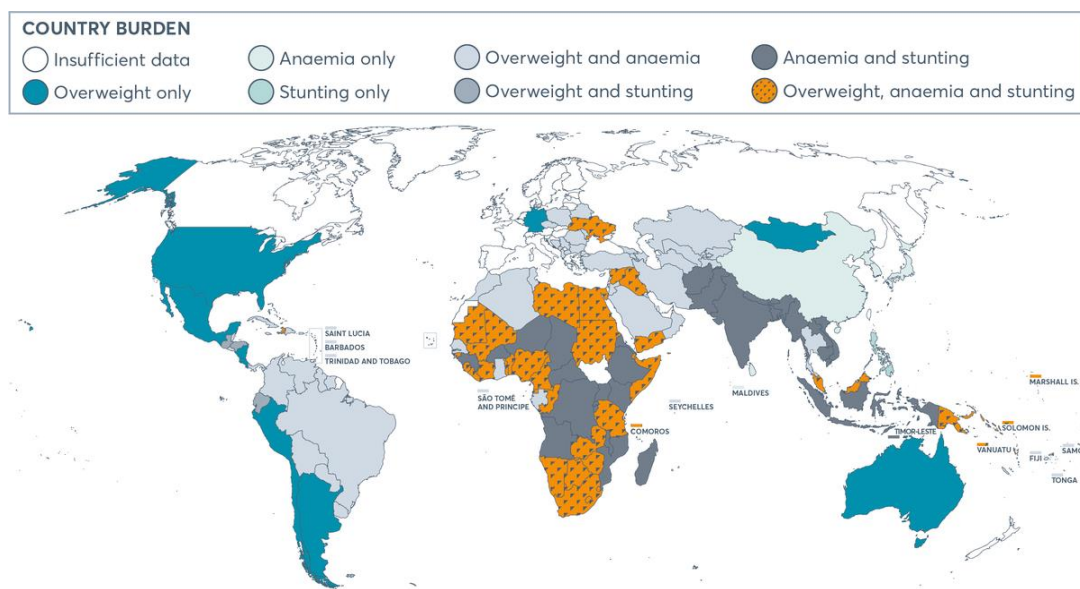 COUNTRY BURDEN
Insufficient data
Anaemia only
Overweight and anaemia
Anaemia and stunting
Overweight only
Stunting only
Overweight and stunting
Overweight, anaemia and stunting
SAINT LUCIA
BARBADOS
TRINIDAD AND TOBAGO
SÃO TOMÉ
AND PRINCIPE
SEYCHELLES
COMOROS
MALDIVES
MARSHALL IS.
SOLOMON IS.
TIMOR-LESTE
VANUATU
FIJI
SAMO
TONGA